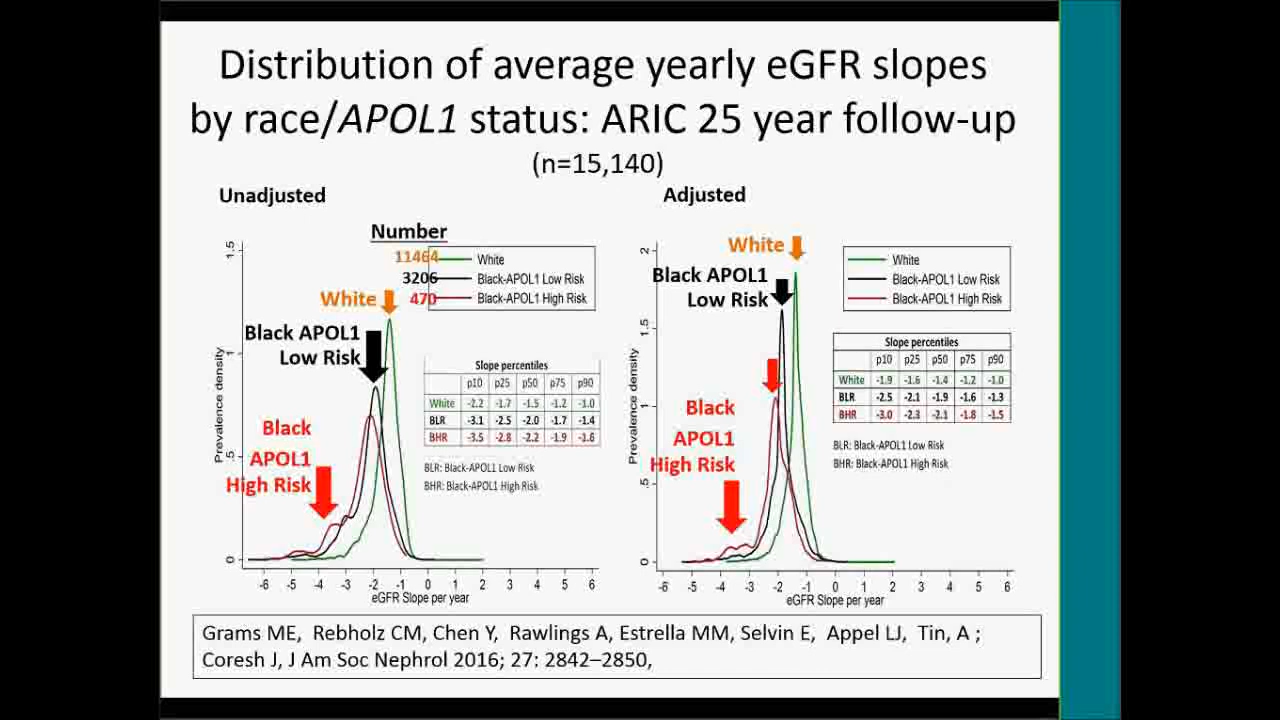 Distribution of average yearly eGFR slopes
by race/APOL1 status: ARIC 25 year follow-up
(n=15,140)
Unadjusted
Number
11464
3206
470
White
Black-APOL1 Low Risk
Black-APOL1 High Risk
White
Black APOL1
Low Risk
Black
APOL1
High Risk
Prevalence density
1.5
1
.5
0
Slope percentiles
p10 p25 p50 p75 p90
White -2.2 -1.7 -1.5 -1.2 -1.0
BLR -3.1 -2.5 -2.0 -1.7 -1.4
BHR -3.5 -2.8 -2.2 -1.9 -1.6
BLR: Black-APOL1 Low Risk
BHR: Black-APOL1 High Risk
-6 -5 -4 -3 -2 -1 0 1 2 3 4 5 6
eGFR Slope per year
Adjusted
White
Black APOL1
Low Risk
Black
APOL1
High Risk
White
Black-APOL1 Low Risk
Black-APOL1 High Risk
Prevalence density
2
1.5
1
.5
0
Slope percentiles
p10 p25 p50 p75 p90
White -1.9 -1.6 -1.4 -1.2 -1.0
BLR -2.5 -2.1 -1.9 -1.6 -1.3
BHR -3.0 -2.3 -2.1 -1.8 -1.5
BLR: Black-APOL1 Low Risk
BHR: Black-APOL1 High Risk
-6 -5 -4 -3 -2 -1 0 1 2 3 4 5 6
eGFR Slope per year
Grams ME, Rebholz CM, Chen Y, Rawlings A, Estrella MM, Selvin E, Appel LJ, Tin, A ;
Coresh J, J Am Soc Nephrol 2016; 27: 2842–2850,